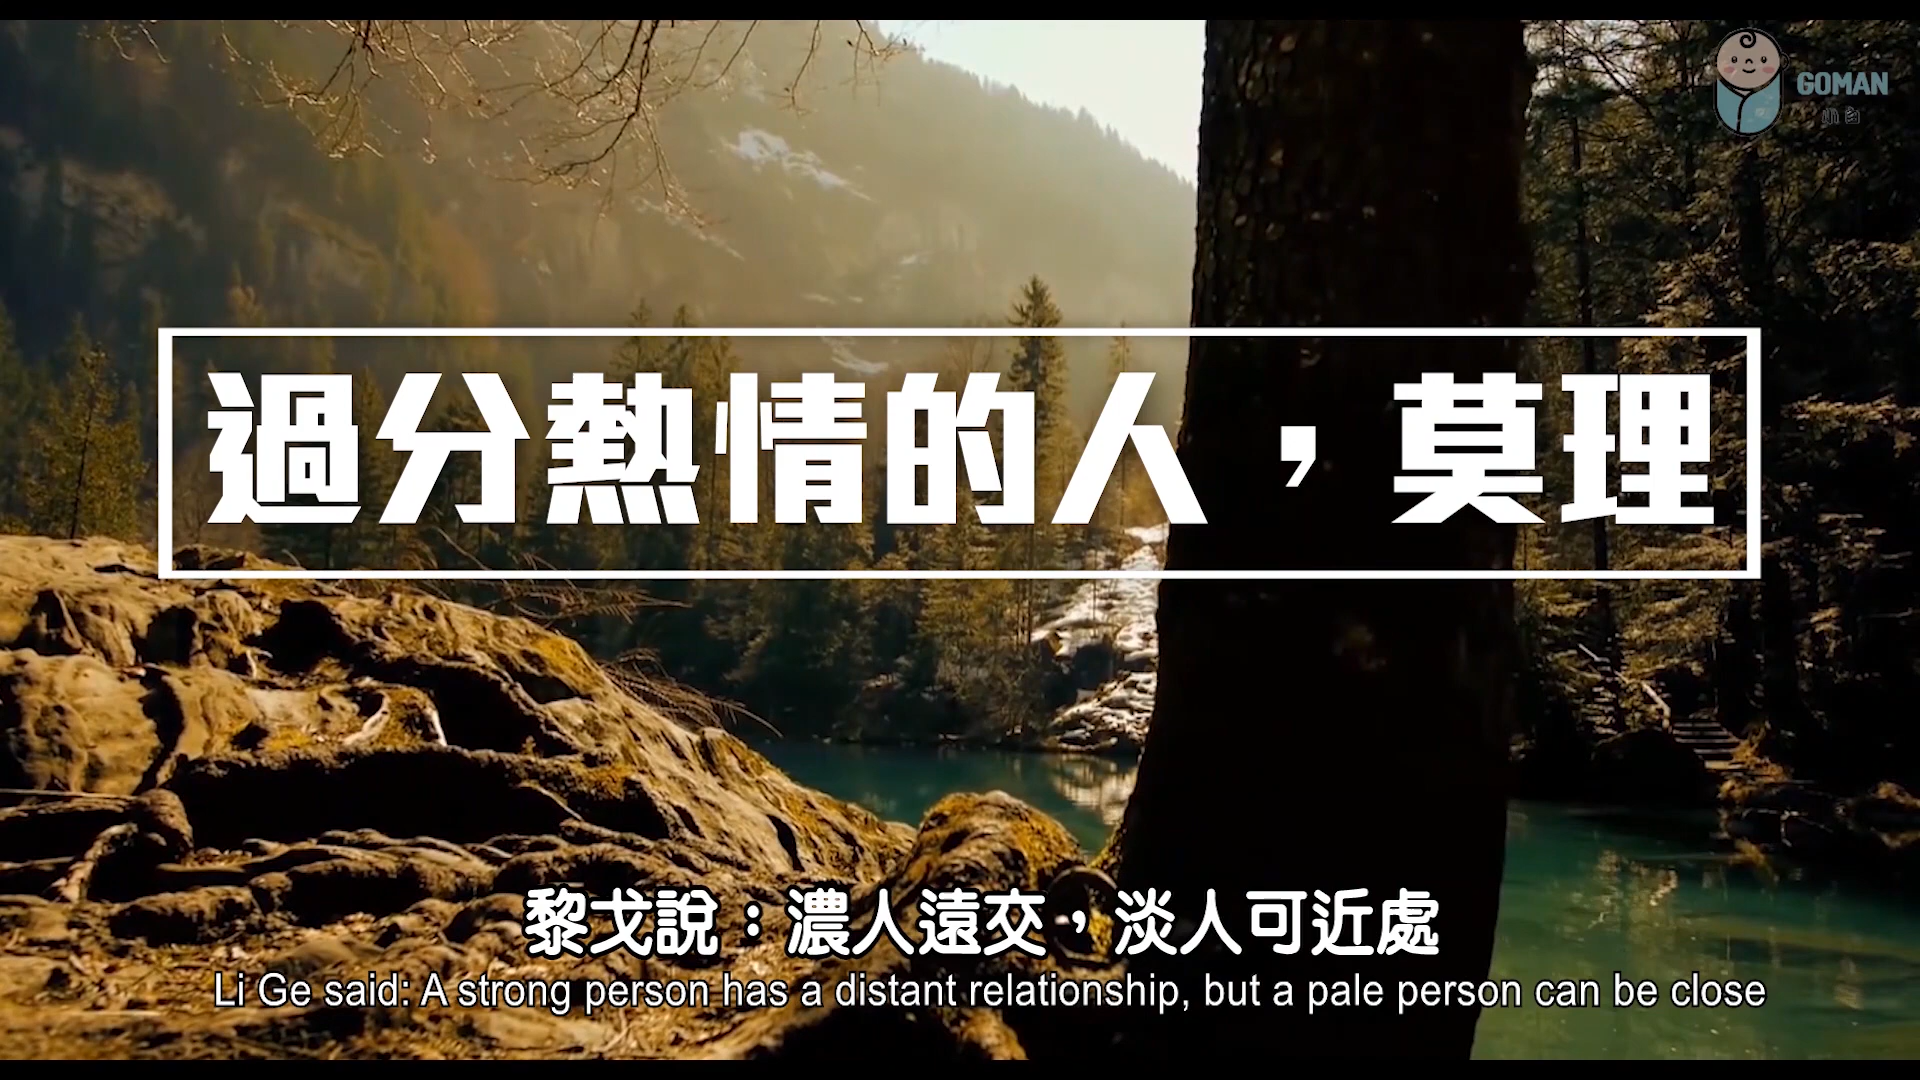 GOMAN
過分熱情的人，莫理
黎戈說：濃人遠交，淡人可近處
Li Ge said: A strong person has a distant relationship, but a pale person can be close